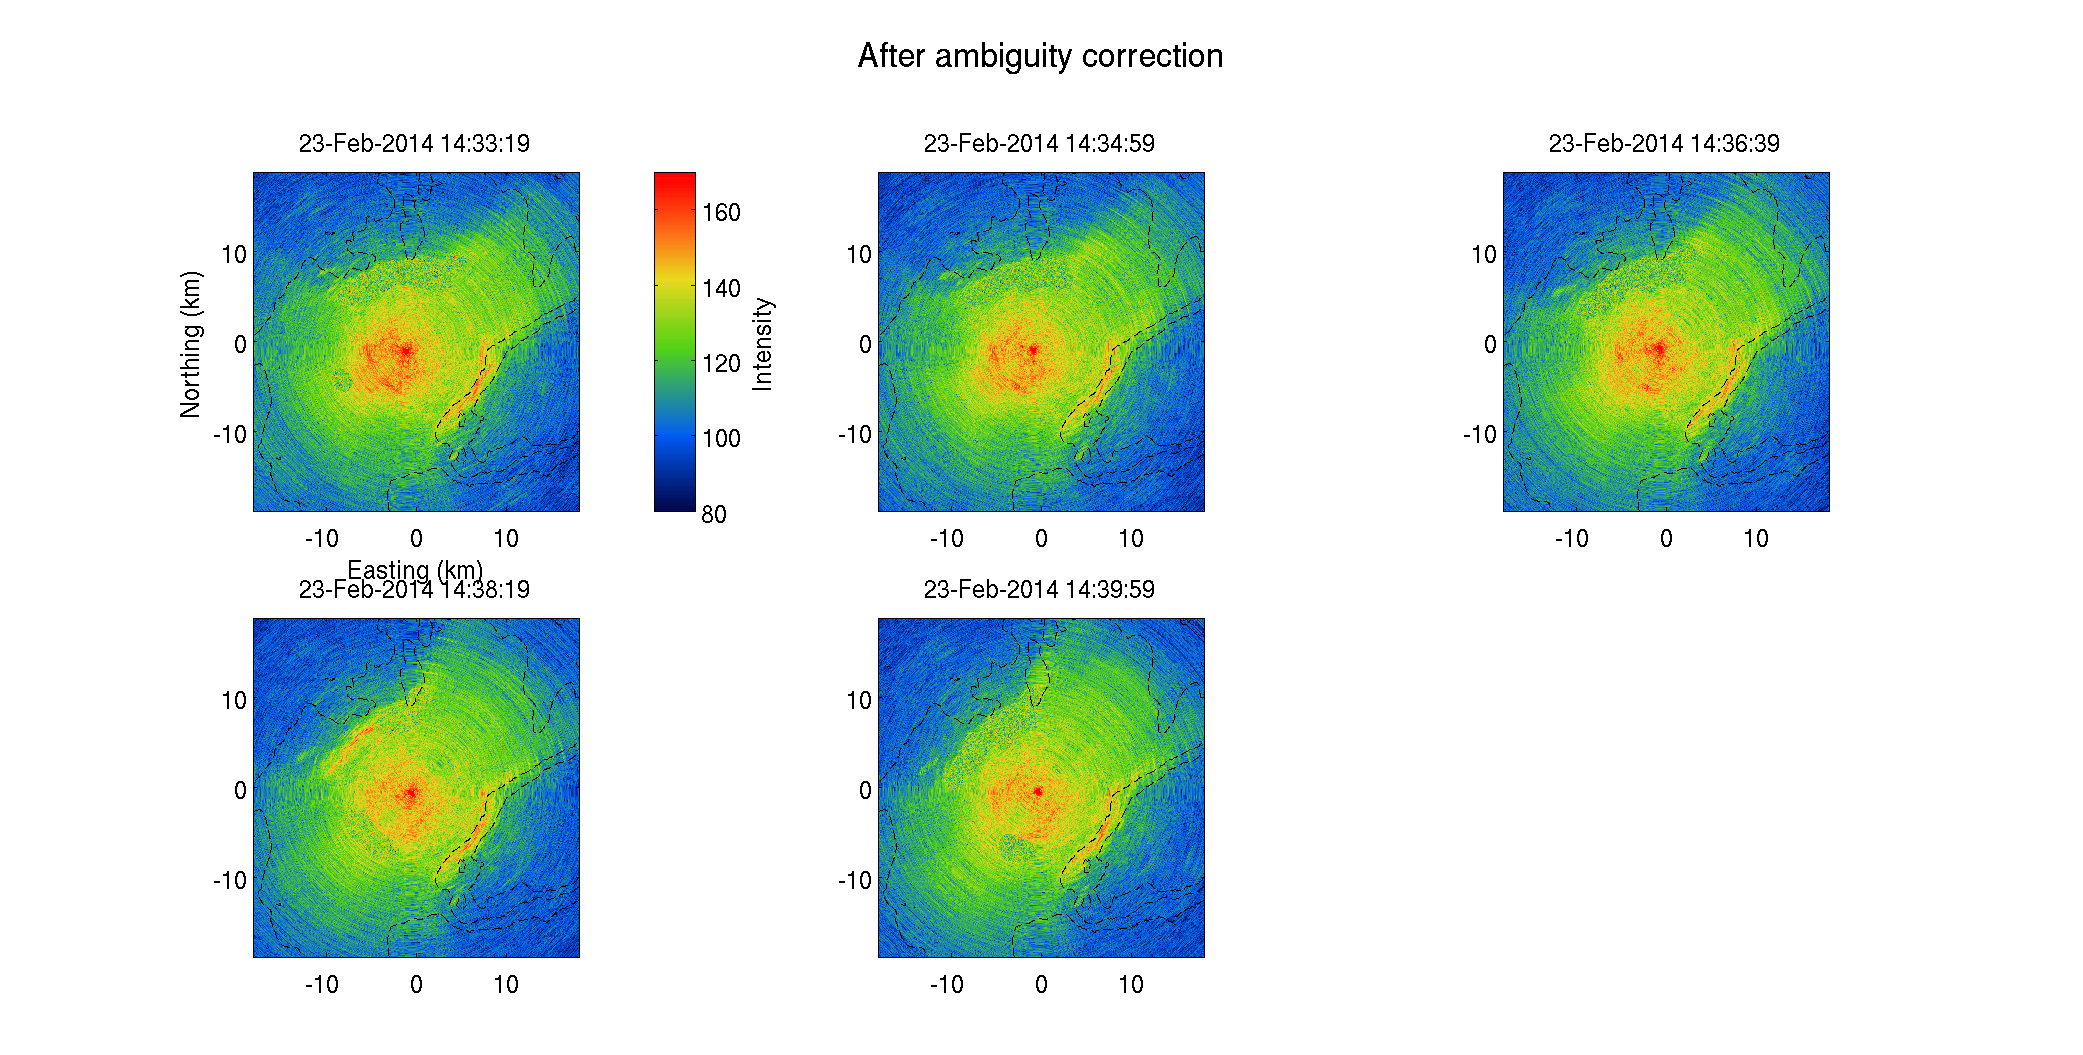 After ambiguity correction
23-Feb-2014 14:33:19
23-Feb-2014 14:34:59
23-Feb-2014 14:36:39
10
0
-10
Northing (km)
-10 0 10
Easting (km)
160
140
120
100
80
Intensity
10
0
-10
-10 0 10
10
0
-10
-10 0 10
23-Feb-2014 14:38:19
23-Feb-2014 14:39:59
10
0
-10
-10 0 10
10
0
-10
-10 0 10